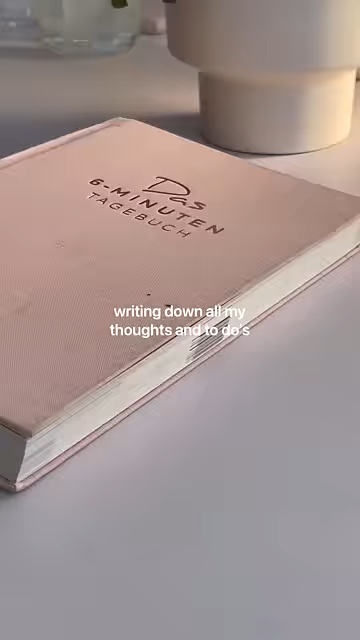 Das
6-MINUTEN
TAGEBUCH
writing down all my
thoughts and to do's